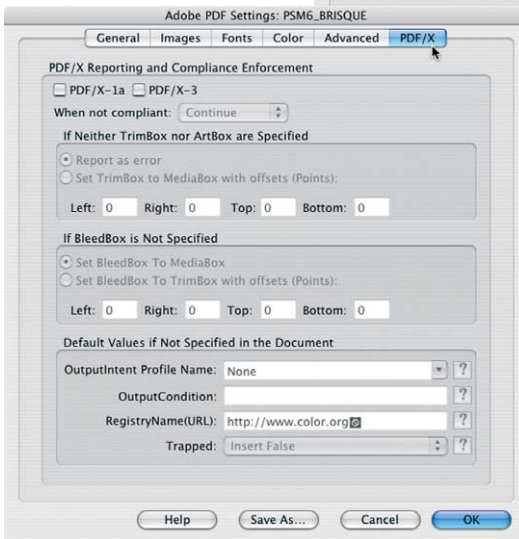 Adobe PDF Settings: PSM6_BRISQUE
General Images Fonts Color Advanced PDF/X
PDF/X Reporting and Compliance Enforcement
PDF/X-1a PDF/X-3
When not compliant: Continue
If Neither TrimBox nor ArtBox are Specified
Report as error
Set TrimBox to MediaBox with offsets (Points):
Left: 0 Right: 0 Top: 0 Bottom: 0
If BleedBox is Not Specified
Set BleedBox To MediaBox
Set BleedBox To TrimBox with offsets (Points):
Left: 0 Right: 0 Top: 0 Bottom: 0
Default Values if Not Specified in the Document
OutputIntent Profile Name: None ?
OutputCondition: ?
RegistryName(URL): http://www.color.org ?
Trapped: Insert False ?
Help Save As... Cancel OK